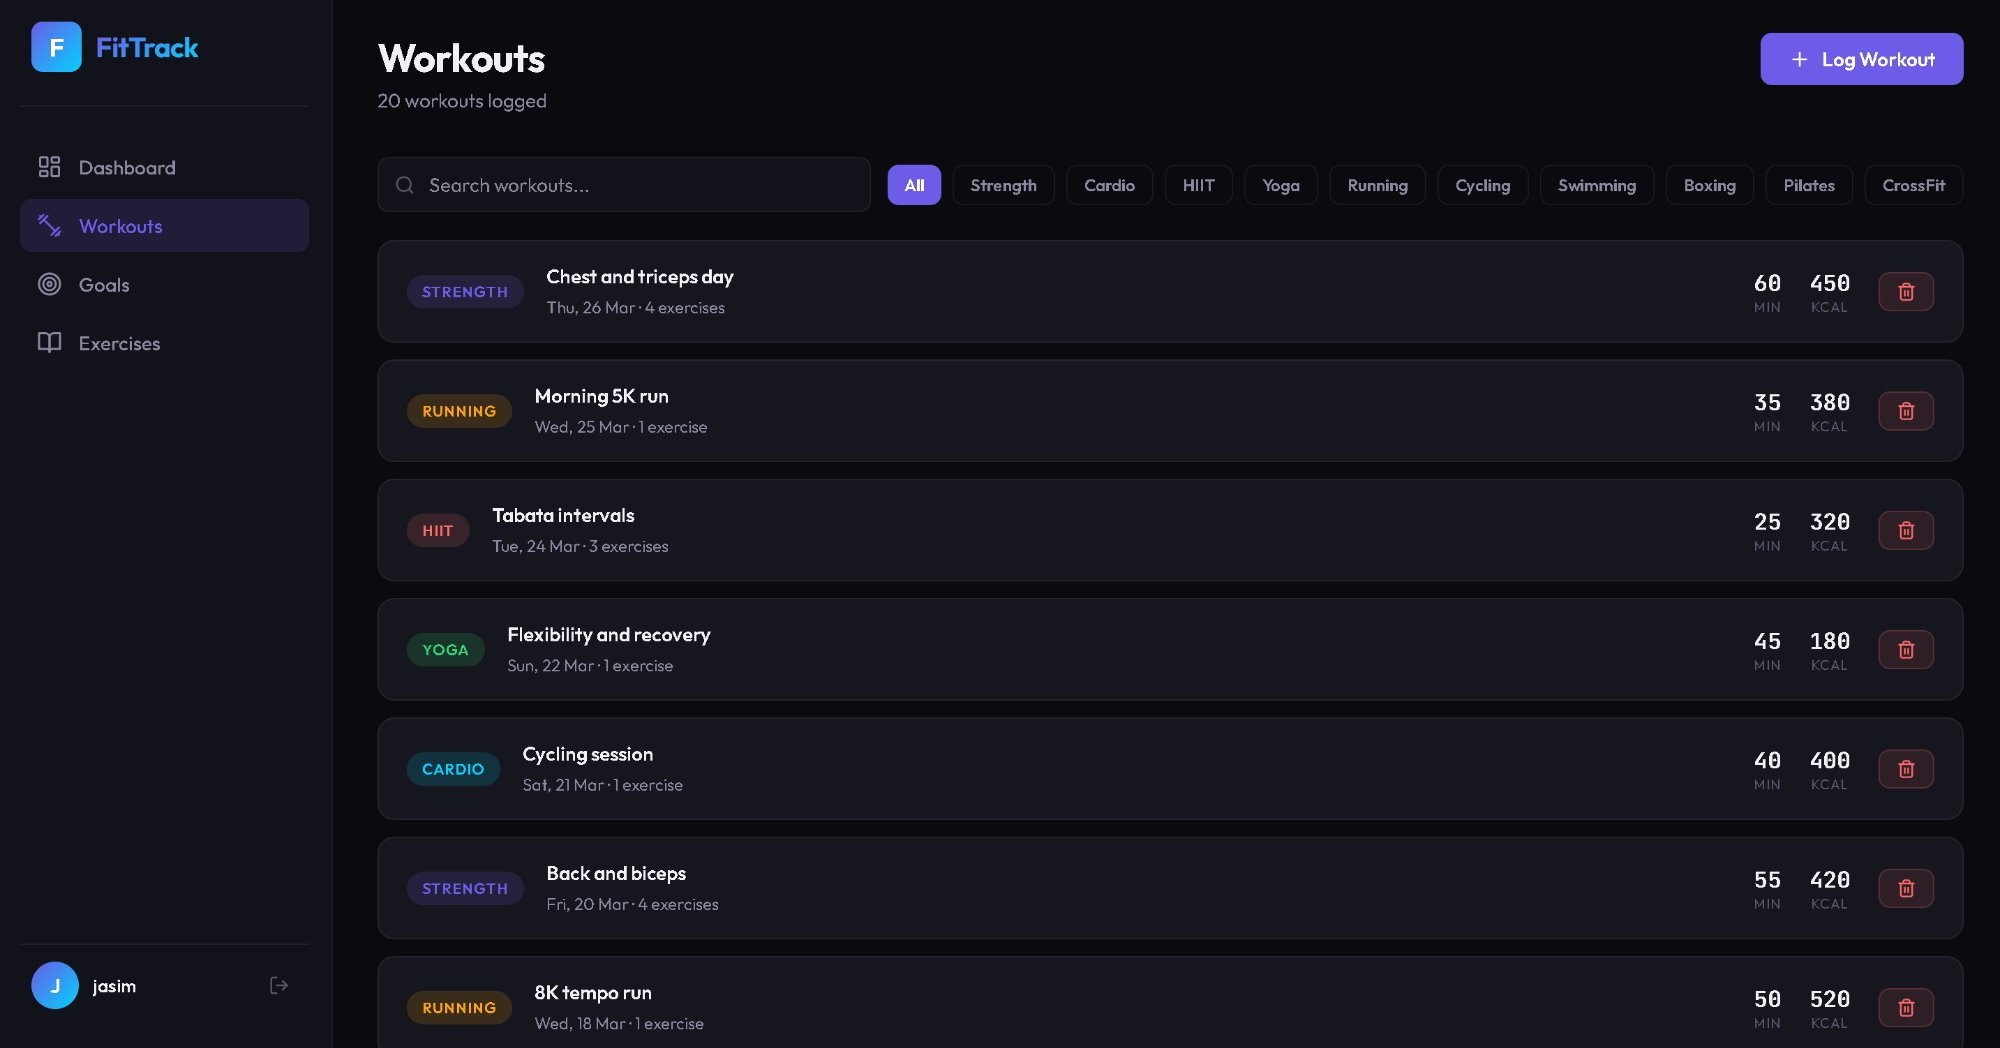 F FitTrack
Dashboard
Workouts
Goals
Exercises
J jasim
Workouts
20 workouts logged
+ Log Workout
Search workouts...
All Strength Cardio HIIT Yoga Running Cycling Swimming Boxing Pilates CrossFit
STRENGTH
Chest and triceps day
Thu, 26 Mar · 4 exercises
60 450
MIN KCAL
RUNNING
Morning 5K run
Wed, 25 Mar · 1 exercise
35 380
MIN KCAL
HIIT
Tabata intervals
Tue, 24 Mar · 3 exercises
25 320
MIN KCAL
YOGA
Flexibility and recovery
Sun, 22 Mar · 1 exercise
45 180
MIN KCAL
CARDIO
Cycling session
Sat, 21 Mar · 1 exercise
40 400
MIN KCAL
STRENGTH
Back and biceps
Fri, 20 Mar · 4 exercises
55 420
MIN KCAL
RUNNING
8K tempo run
Wed, 18 Mar · 1 exercise
50 520
MIN KCAL